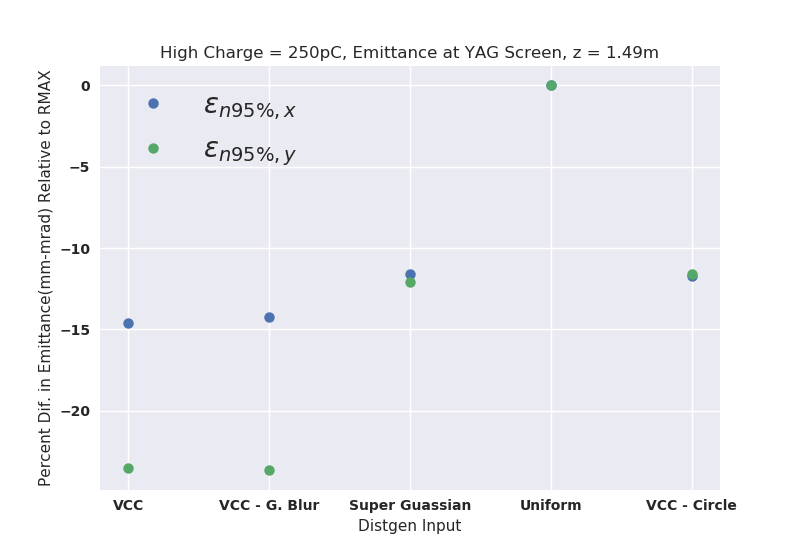 High Charge = 250pC, Emittance at YAG Screen, z = 1.49m
Percent Dif. in Emittance(mm-mrad) Relative to RMAX
0
−5
−10
−15
−20
εn95%,x
εn95%,y
VCC
VCC - G. Blur
Super Guassian
Uniform
VCC - Circle
Distgen Input